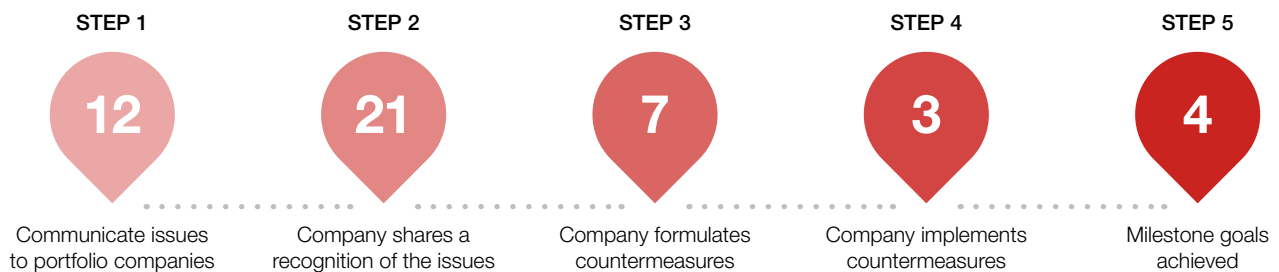 STEP 1
STEP 2
STEP 3
STEP 4
STEP 5
12
21
7
3
4
Communicate issues
to portfolio companies
Company shares a
recognition of the issues
Company formulates
countermeasures
Company implements
countermeasures
Milestone goals
achieved